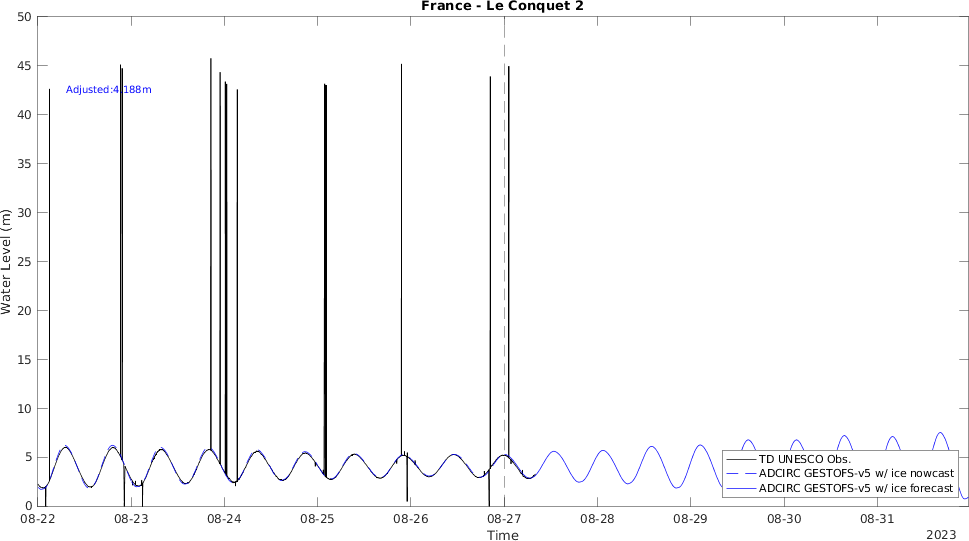 France - Le Conquet 2
50
45
40
35
30
25
20
15
10
5
0
Water Level (m)
Adjusted:4.188m
TD UNESCO Obs.
ADCIRC GESTOFS-v5 w/ ice nowcast
ADCIRC GESTOFS-v5 w/ ice forecast
08-22 08-23 08-24 08-25 08-26 08-27 08-28 08-29 08-30 08-31
Time
2023